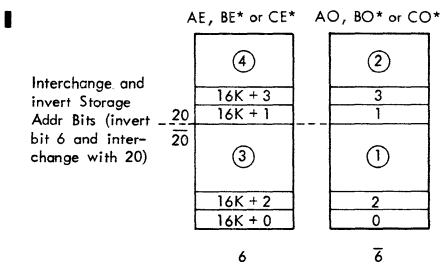 AE, BE* or CE*   AO, BO* or CO*
④   ②
Interchange and
invert Storage
Addr Bits (invert
bit 6 and inter-
change with 20)
20
2̅0̅
16K + 3   3
16K + 1   1
③   ①
16K + 2   2
16K + 0   0
6   6̅